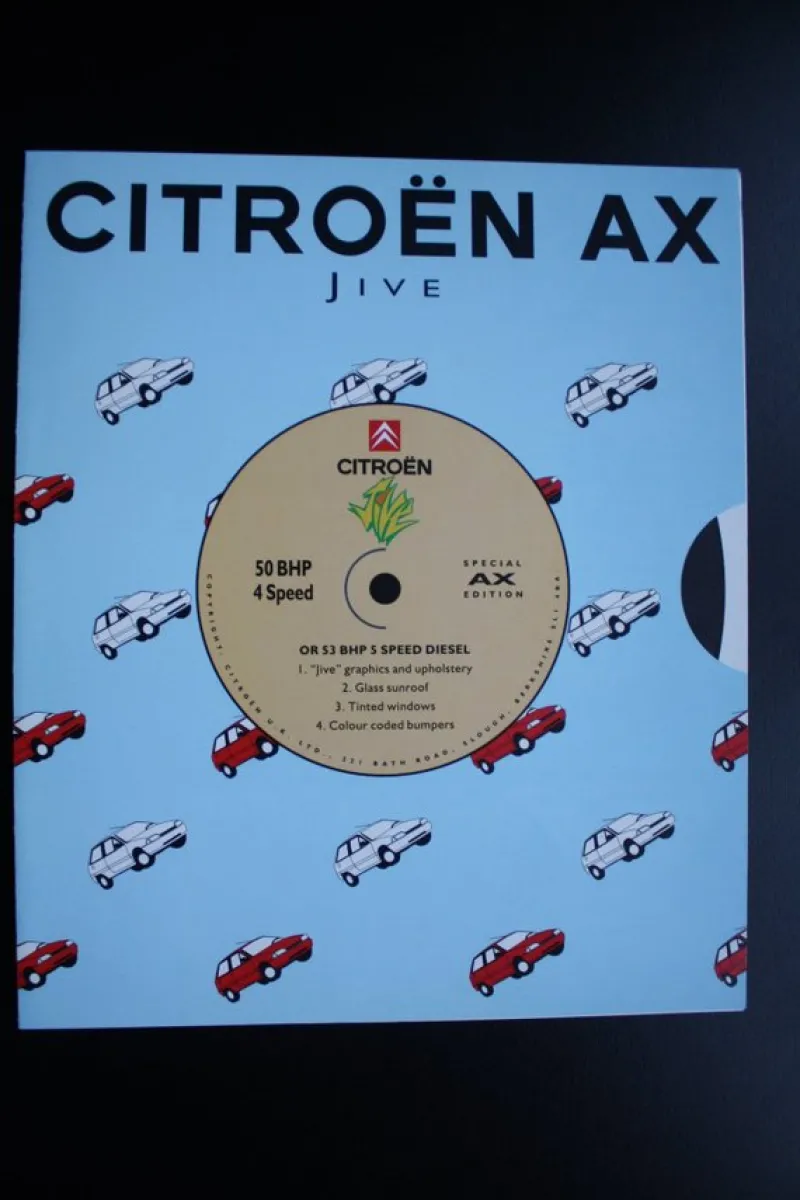 CITROËN AX
JIVE
CITROËN
Jive
50 BHP
4 Speed
SPECIAL
AX
EDITION
OR 53 BHP 5 SPEED DIESEL
1. "Jive" graphics and upholstery
2. Glass sunroof
3. Tinted windows
4. Colour coded bumpers
COPYRIGHT: CITROËN U.K. LTD., 221 BATH ROAD, SLOUGH, BERKSHIRE SL1 4BA.